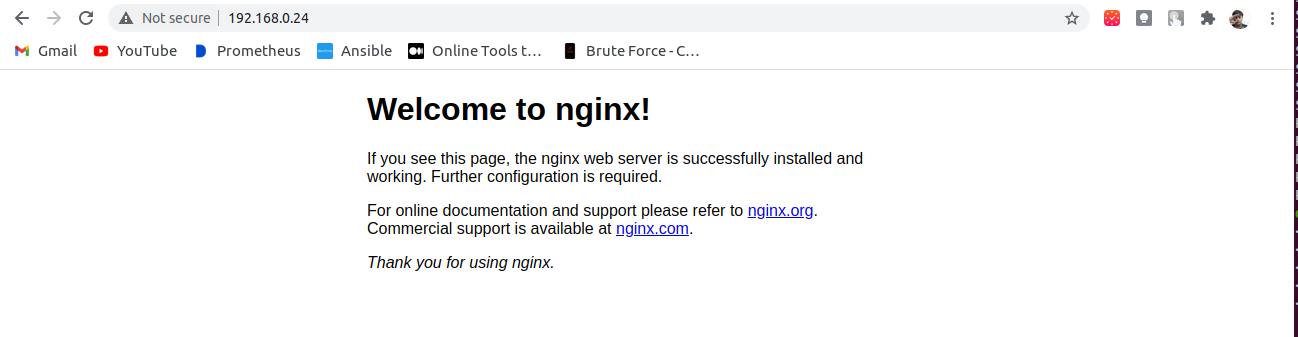 Not secure 192.168.0.24
Gmail YouTube Prometheus Ansible Online Tools t… Brute Force - C…
Welcome to nginx!
If you see this page, the nginx web server is successfully installed and
working. Further configuration is required.
For online documentation and support please refer to nginx.org.
Commercial support is available at nginx.com.
Thank you for using nginx.